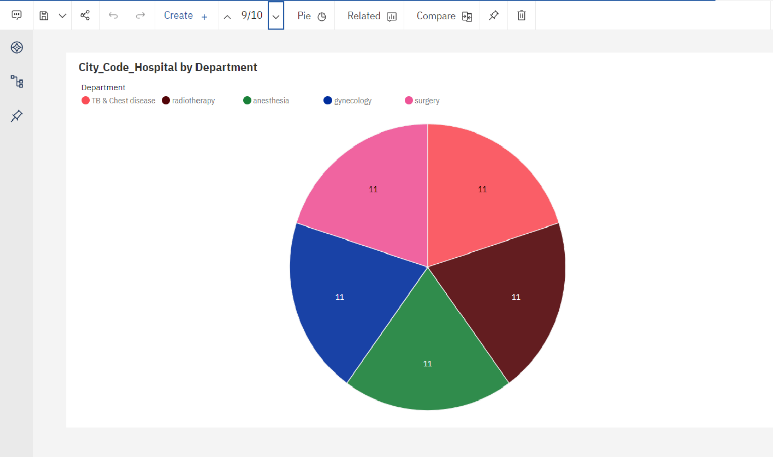 Create + 9/10 Pie Related Compare
City_Code_Hospital by Department
Department
TB & Chest disease radiotherapy anesthesia gynecology surgery
11 11
11 11
11